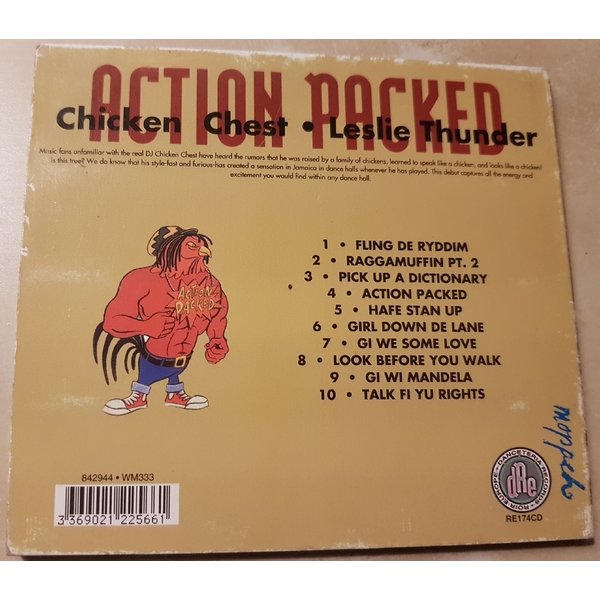 ACTION PACKED
Chicken Chest • Leslie Thunder
Music fans unfamiliar with the real DJ Chicken Chest have heard the rumors that he was raised by a family of chickens, learned to speak like a chicken, and looks like a chicken!
is this true? We do know that his style-fast and furious-has created a sensation in Jamaica in dance halls whenever he has played. This debut captures all the energy and
excitement you would find within any dance hall.
1 • FLING DE RYDDIM
2 • RAGGAMUFFIN PT. 2
3 • PICK UP A DICTIONARY
4 • ACTION PACKED
5 • HAFE STAN UP
6 • GIRL DOWN DE LANE
7 • GI WE SOME LOVE
8 • LOOK BEFORE YOU WALK
9 • GI WI MANDELA
10 • TALK FI YU RIGHTS
ACTION
PACKED
842944 • WM333
3 369021 225661
DANCETERIA RECORDS • ROIR EUROPE •
dRe
RE174CD